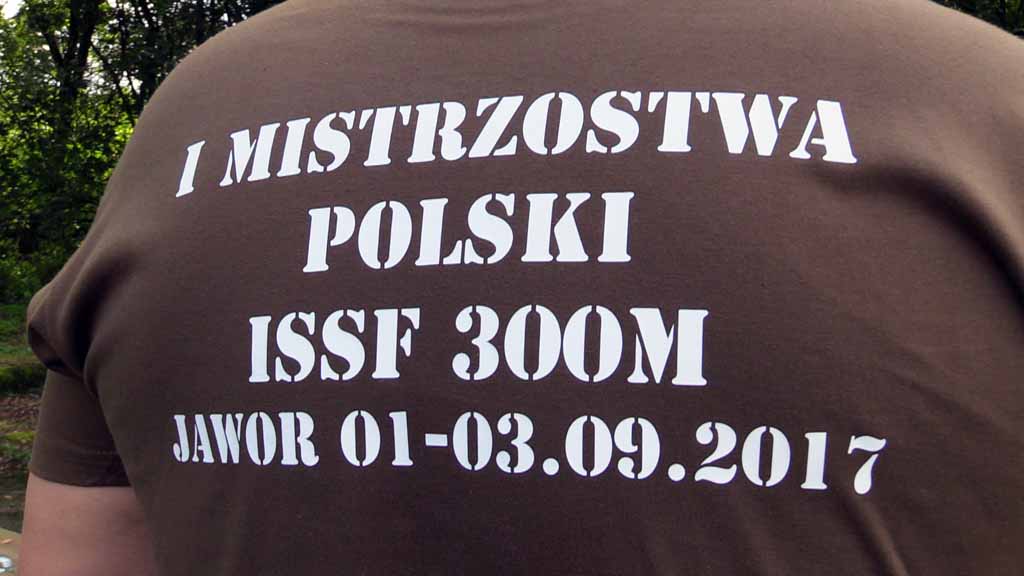 I MISTRZOSTWA
POLSKI
ISSF 300M
JAWOR 01-03.09.2017